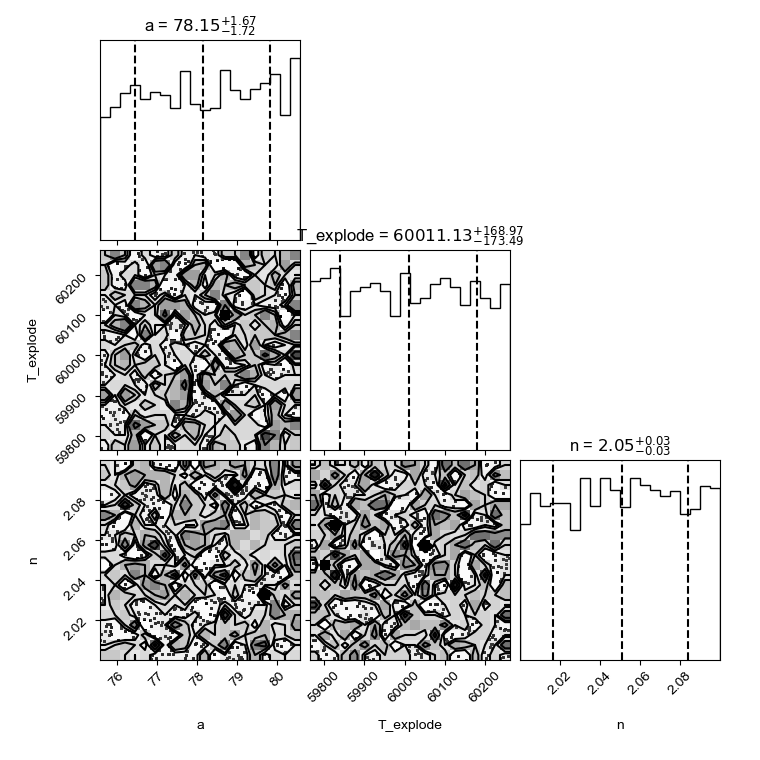 a = 78.15+1.67−1.72
T_explode = 60011.13+168.97−173.49
60200
60100
60000
59900
59800
T_explode
n = 2.05+0.03−0.03
2.08
2.06
2.04
2.02
n
76 77 78 79 80
59800 59900 60000 60100 60200
2.02 2.04 2.06 2.08
a T_explode n